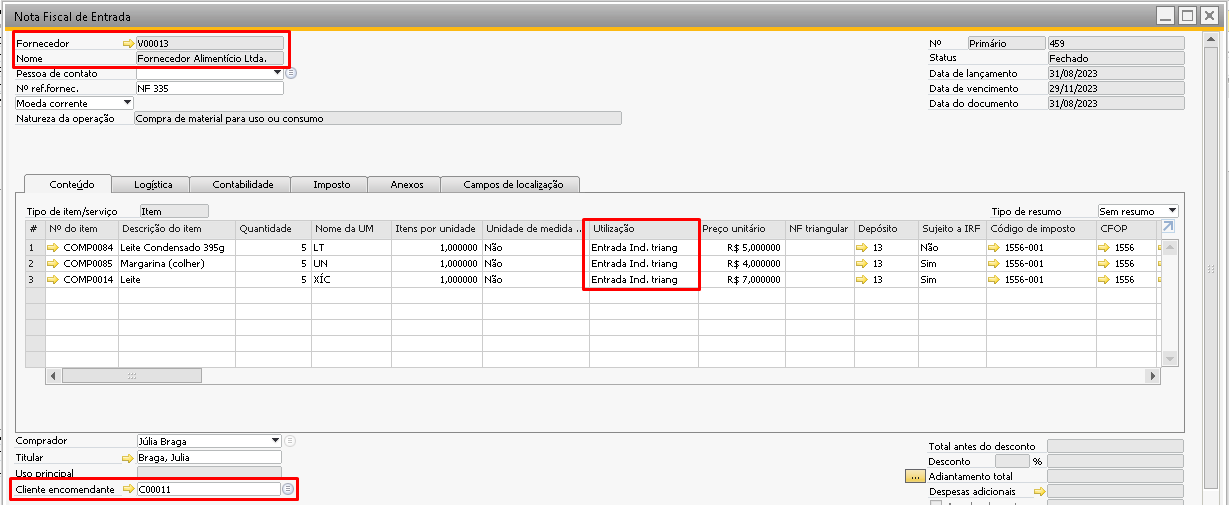 Nota Fiscal de Entrada
Fornecedor V00013
Nome Fornecedor Alimentício Ltda.
Pessoa de contato
Nº ref.fornec. NF 335
Moeda corrente
Natureza da operação Compra de material para uso ou consumo
Nº Primário 459
Status Fechado
Data de lançamento 31/08/2023
Data de vencimento 29/11/2023
Data do documento 31/08/2023
Conteúdo Logística Contabilidade Imposto Anexos Campos de localização
Tipo de item/serviço Item Tipo de resumo Sem resumo
# Nº do item Descrição do item Quantidade Nome da UM Itens por unidade Unidade de medida ... Utilização Preço unitário NF triangular Depósito Sujeito a IRF Código de imposto CFOP
1 COMP0084 Leite Condensado 395g 5 LT 1,000000 Não Entrada Ind. triang R$ 5,000000 13 Não 1556-001 1556
2 COMP0085 Margarina (colher) 5 UN 1,000000 Não Entrada Ind. triang R$ 4,000000 13 Sim 1556-001 1556
3 COMP0014 Leite 5 XÍC 1,000000 Não Entrada Ind. triang R$ 7,000000 13 Sim 1556-001 1556
Comprador Júlia Braga
Titular Braga, Julia
Uso principal
Cliente encomendante C00011
Total antes do desconto
Desconto %
... Adiantamento total
Despesas adicionais